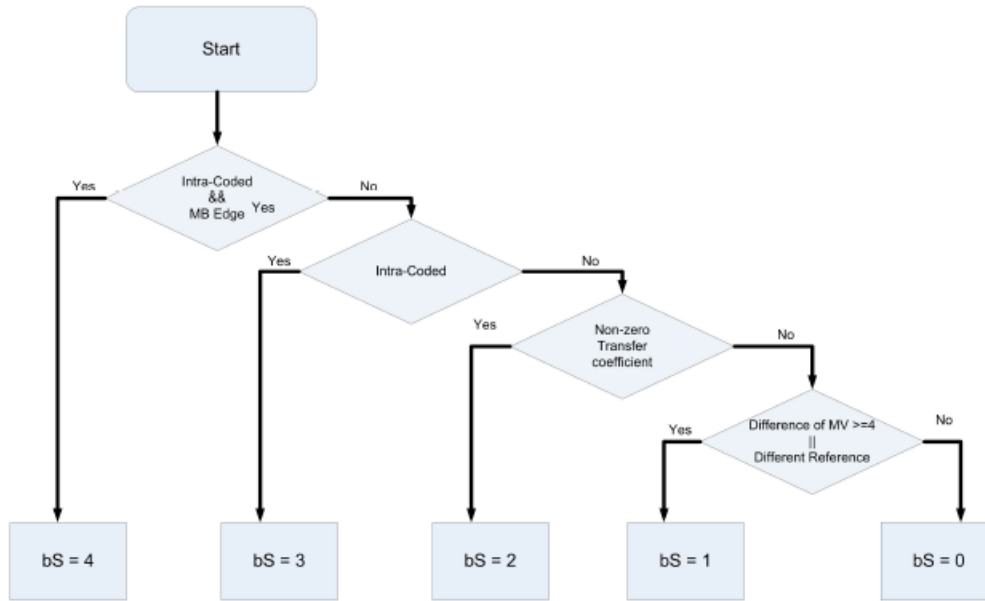 Start
Yes
Intra-Coded
&&
MB Edge
Yes
No
Yes
Intra-Coded
No
Yes
Non-zero
Transfer
coefficient
No
Yes
Difference of MV >=4
||
Different Reference
No
bS = 4
bS = 3
bS = 2
bS = 1
bS = 0